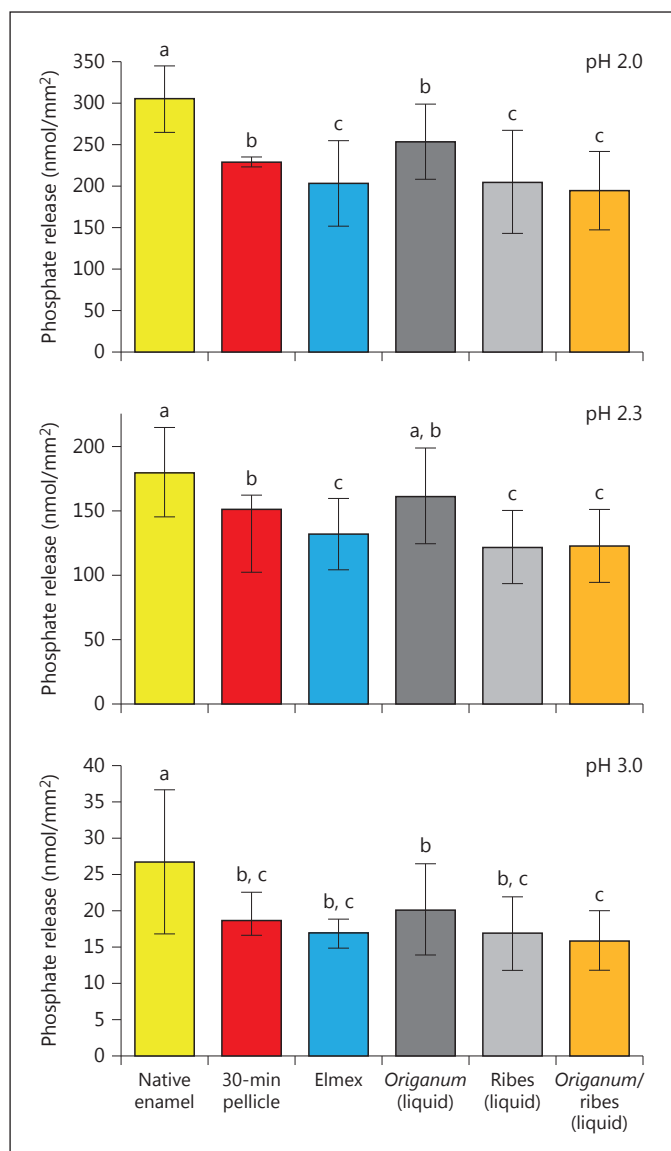 pH 2.0
Phosphate release (nmol/mm²)
350
300
250
200
150
100
50
0
a
b
c
b
c
c
pH 2.3
Phosphate release (nmol/mm²)
200
150
100
50
0
a
b
c
a, b
c
c
pH 3.0
Phosphate release (nmol/mm²)
40
35
30
25
20
15
10
5
0
a
b, c
b, c
b
b, c
c
Native
enamel
30-min
pellicle
Elmex
Origanum
(liquid)
Ribes
(liquid)
Origanum/
ribes
(liquid)